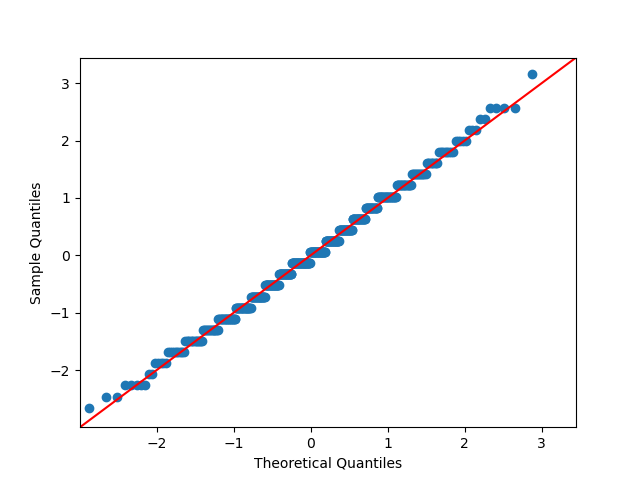 3
2
1
0
−1
−2
Sample Quantiles
−2 −1 0 1 2 3
Theoretical Quantiles